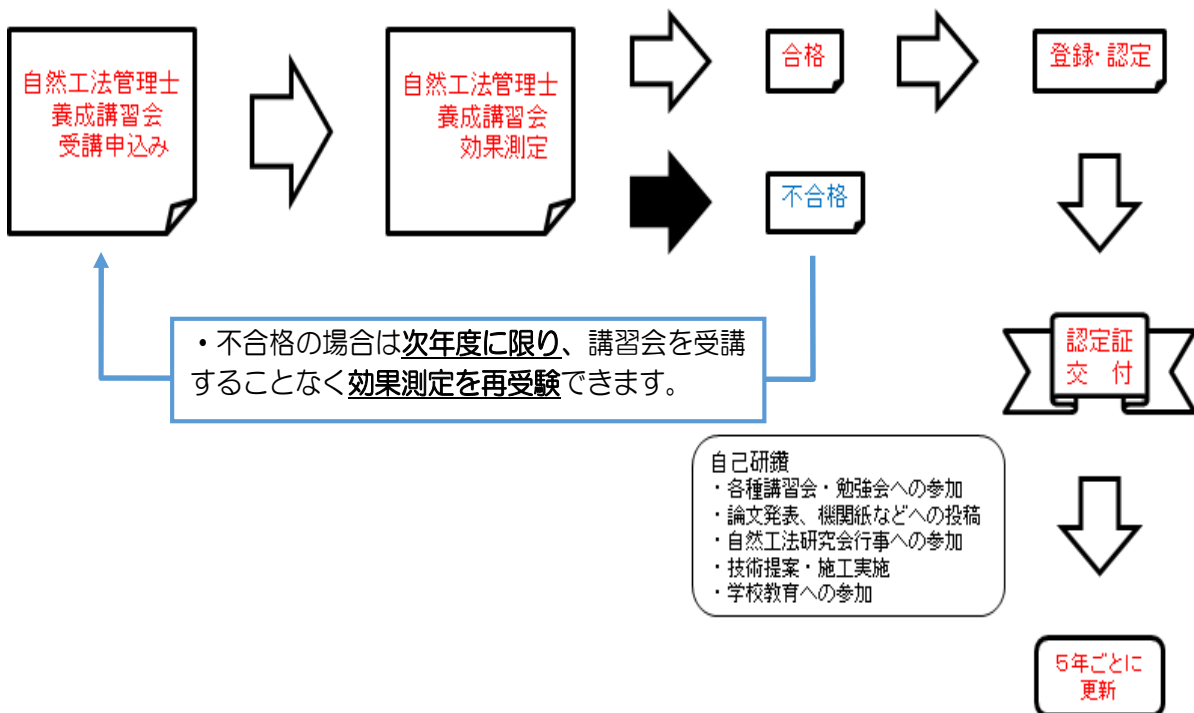 自然工法管理士
養成講習会
受講申込み
自然工法管理士
養成講習会
効果測定
合格
登録・認定
不合格
・不合格の場合は次年度に限り、講習会を受講
することなく効果測定を再受験できます。
認定証
交　付
自己研鑽
・各種講習会・勉強会への参加
・論文発表、機関紙などへの投稿
・自然工法研究会行事への参加
・技術提案・施工実施
・学校教育への参加
５年ごとに
更新